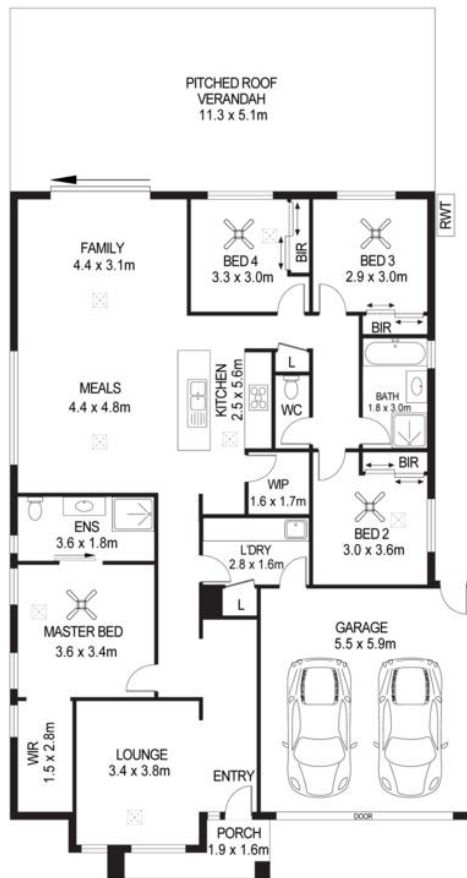 PITCHED ROOF
VERANDAH
11.3 x 5.1m
RWT
FAMILY
4.4 x 3.1m
BED 4
3.3 x 3.0m
BIR
BED 3
2.9 x 3.0m
BIR
MEALS
4.4 x 4.8m
KITCHEN
2.5 x 5.6m
L
WC
BATH
1.8 x 3.0m
WIP
1.6 x 1.7m
BIR
BED 2
3.0 x 3.6m
ENS
3.6 x 1.8m
L'DRY
2.8 x 1.6m
L
MASTER BED
3.6 x 3.4m
GARAGE
5.5 x 5.9m
WIR
1.5 x 2.8m
LOUNGE
3.4 x 3.8m
ENTRY
DOOR
PORCH
1.9 x 1.6m